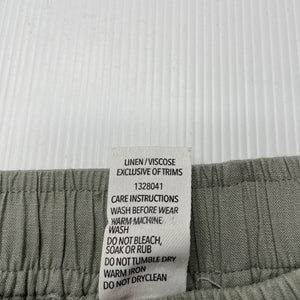 LINEN/VISCOSE
EXCLUSIVE OF TRIMS
1328041
CARE INSTRUCTIONS
WASH BEFORE WEAR
WARM MACHINE
WASH
DO NOT BLEACH,
SOAK OR RUB
DO NOT TUMBLE DRY
WARM IRON
DO NOT DRYCLEAN